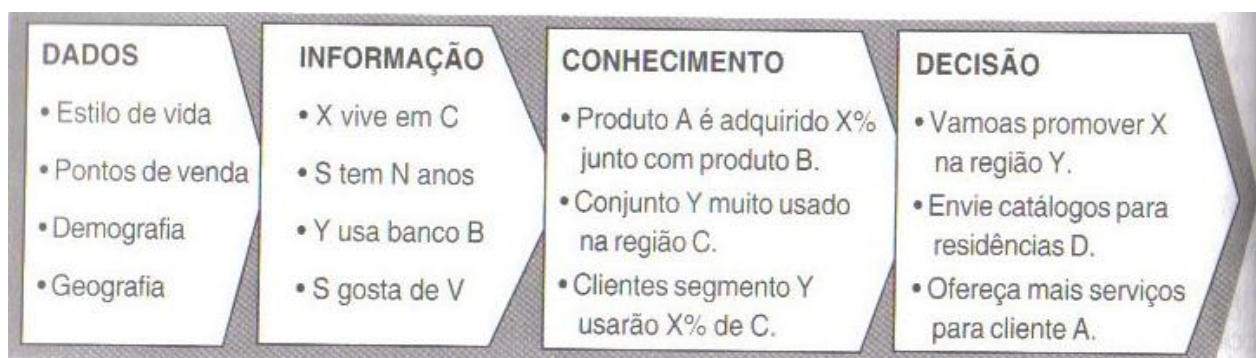 DADOS
• Estilo de vida
• Pontos de venda
• Demografia
• Geografia
INFORMAÇÃO
• X vive em C
• S tem N anos
• Y usa banco B
• S gosta de V
CONHECIMENTO
• Produto A é adquirido X%
junto com produto B.
• Conjunto Y muito usado
na região C.
• Clientes segmento Y
usarão X% de C.
DECISÃO
• Vamoas promover X
na região Y.
• Envie catálogos para
residências D.
• Ofereça mais serviços
para cliente A.